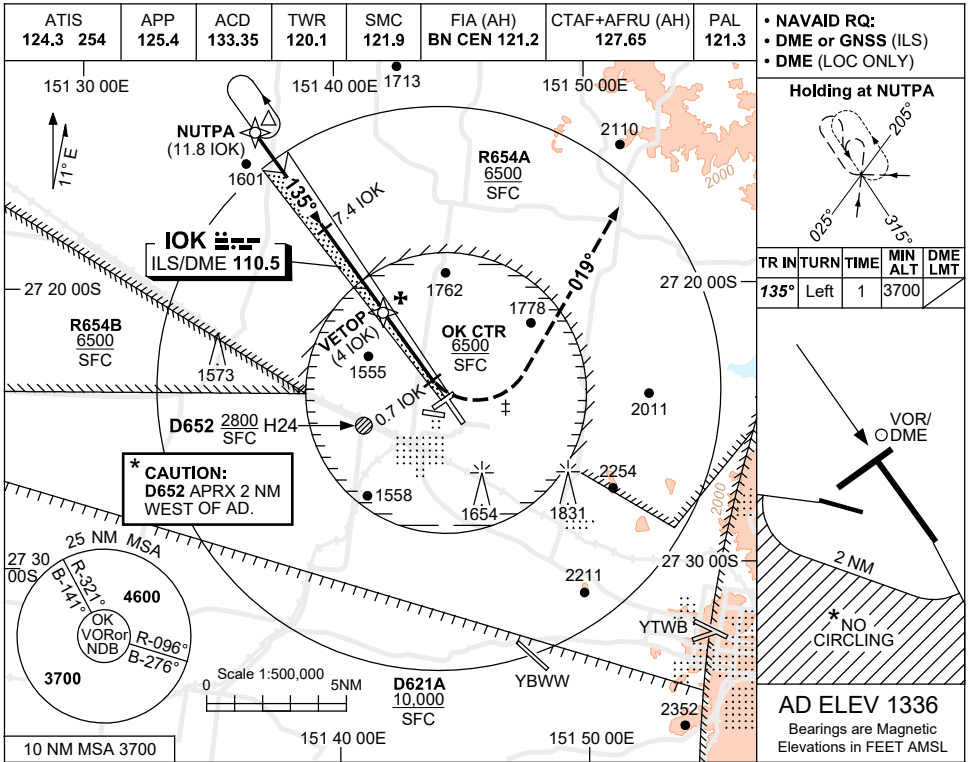 ATIS
124.3 254
APP
125.4
ACD
133.35
TWR
120.1
SMC
121.9
FIA (AH)
BN CEN 121.2
CTAF+AFRU (AH)
127.65
PAL
121.3
• NAVAID RQ:
• DME or GNSS (ILS)
• DME (LOC ONLY)
151 30 00E
151 40 00E
151 50 00E
1713
11° E
NUTPA
(11.8 IOK)
1601
135°
7.4 IOK
R654A
6500
SFC
2110
2000
Holding at NUTPA
205°
025°
315°
TR IN
TURN
TIME
MIN ALT
DME LMT
135°
Left
1
3700
IOK
ILS/DME 110.5
019°
27 20 00S
27 20 00S
1762
1778
R654B
6500
SFC
VETOP
(4 IOK)
OK CTR
6500
SFC
1573
1555
0.7 IOK
‡
2011
D652 2800 H24
SFC
VOR/
DME
* CAUTION:
D652 APRX 2 NM
WEST OF AD.
1558
1654
1831
2254
2000
25 NM MSA
27 30
00S
27 30 00S
2 NM
R-321°
B-141°
4600
OK
VORor
NDB
R-096°
B-276°
3700
2211
YTWB
* NO
CIRCLING
Scale 1:500,000
0
5NM
D621A
10,000
SFC
YBWW
2352
10 NM MSA 3700
151 40 00E
151 50 00E
AD ELEV 1336
Bearings are Magnetic
Elevations in FEET AMSL